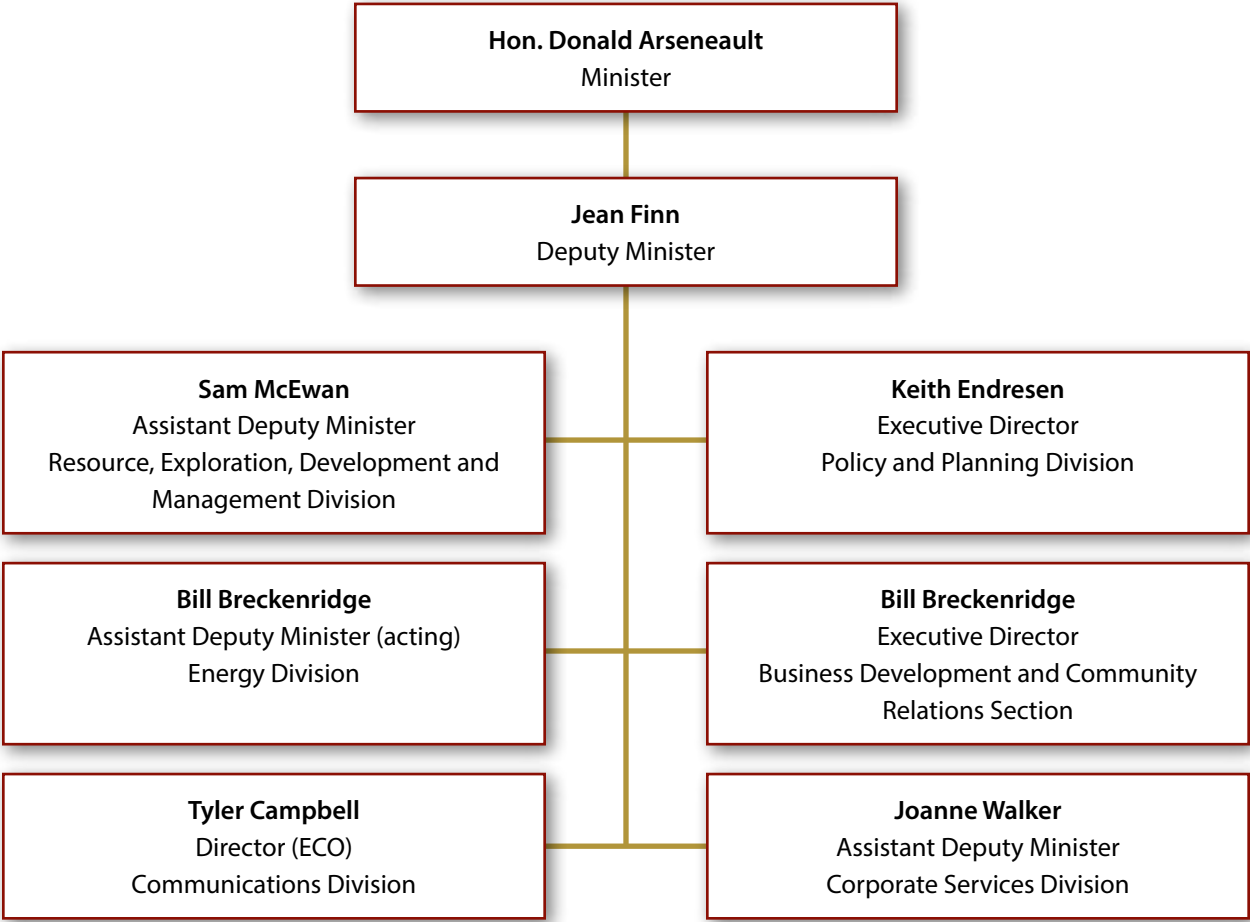 Hon. Donald Arseneault
Minister
Jean Finn
Deputy Minister
Sam McEwan
Assistant Deputy Minister
Resource, Exploration, Development and
Management Division
Keith Endresen
Executive Director
Policy and Planning Division
Bill Breckenridge
Assistant Deputy Minister (acting)
Energy Division
Bill Breckenridge
Executive Director
Business Development and Community
Relations Section
Tyler Campbell
Director (ECO)
Communications Division
Joanne Walker
Assistant Deputy Minister
Corporate Services Division